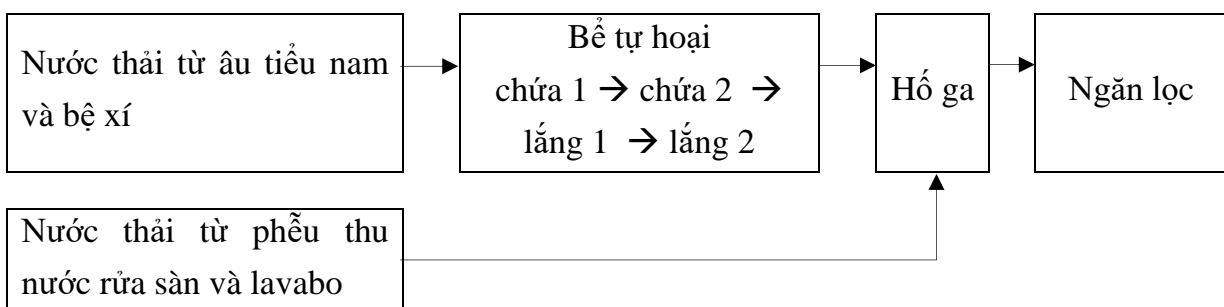 Nước thải từ âu tiểu nam
và bệ xí
Bể tự hoại
chứa 1 → chứa 2 →
lắng 1 → lắng 2
Hố ga
Ngăn lọc
Nước thải từ phễu thu
nước rửa sàn và lavabo